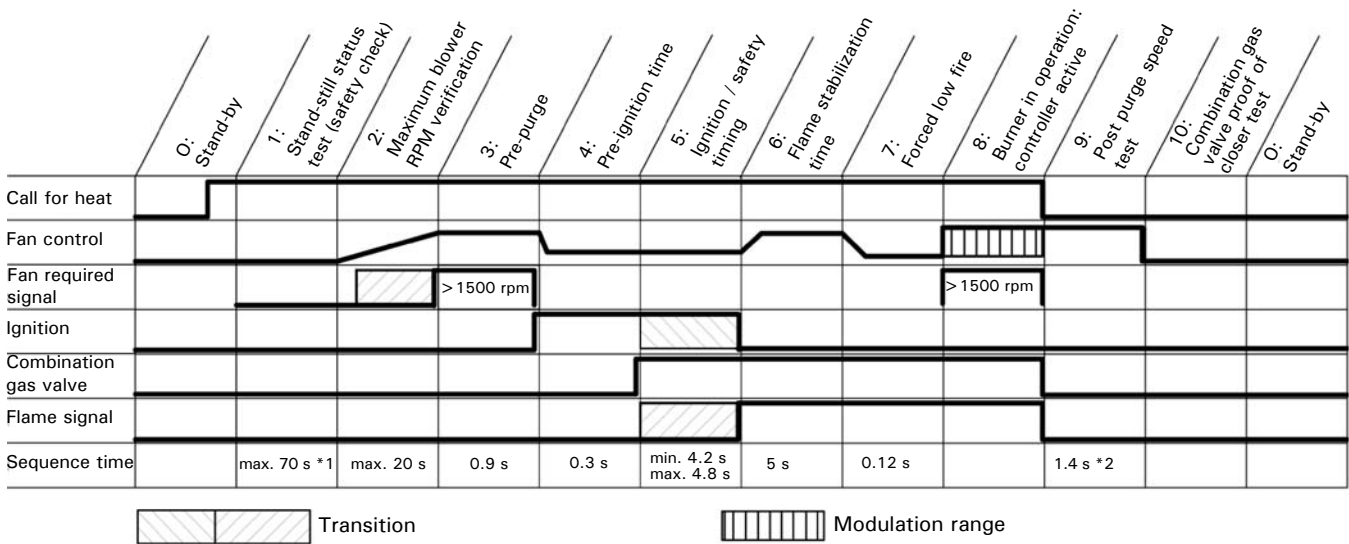 O:
Stand-by
1:
Stand-still status
test (safety check)
2:
Maximum blower
RPM verification
3:
Pre-purge
4:
Pre-ignition time
5:
Ignition / safety
timing
6:
Flame stabilization
time
7:
Forced low fire
8:
Burner in operation:
controller active
9:
Post purge speed
test
10:
Combination gas
valve proof of
closer test
O:
Stand-by
Call for heat
Fan control
Fan required
signal
>1500 rpm
>1500 rpm
Ignition
Combination
gas valve
Flame signal
Sequence time
max. 70 s *1
max. 20 s
0.9 s
0.3 s
min. 4.2 s
max. 4.8 s
5 s
0.12 s
1.4 s *2
Transition
Modulation range